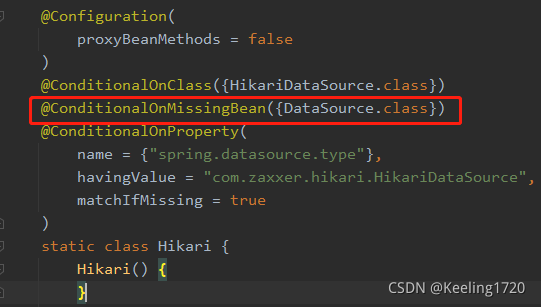 @Configuration(
proxyBeanMethods = false
)
@ConditionalOnClass({HikariDataSource.class})
@ConditionalOnMissingBean({DataSource.class})
@ConditionalOnProperty(
name = {"spring.datasource.type"},
havingValue = "com.zaxxer.hikari.HikariDataSource",
matchIfMissing = true
)
static class Hikari {
Hikari() {
}
CSDN @Keeling1720